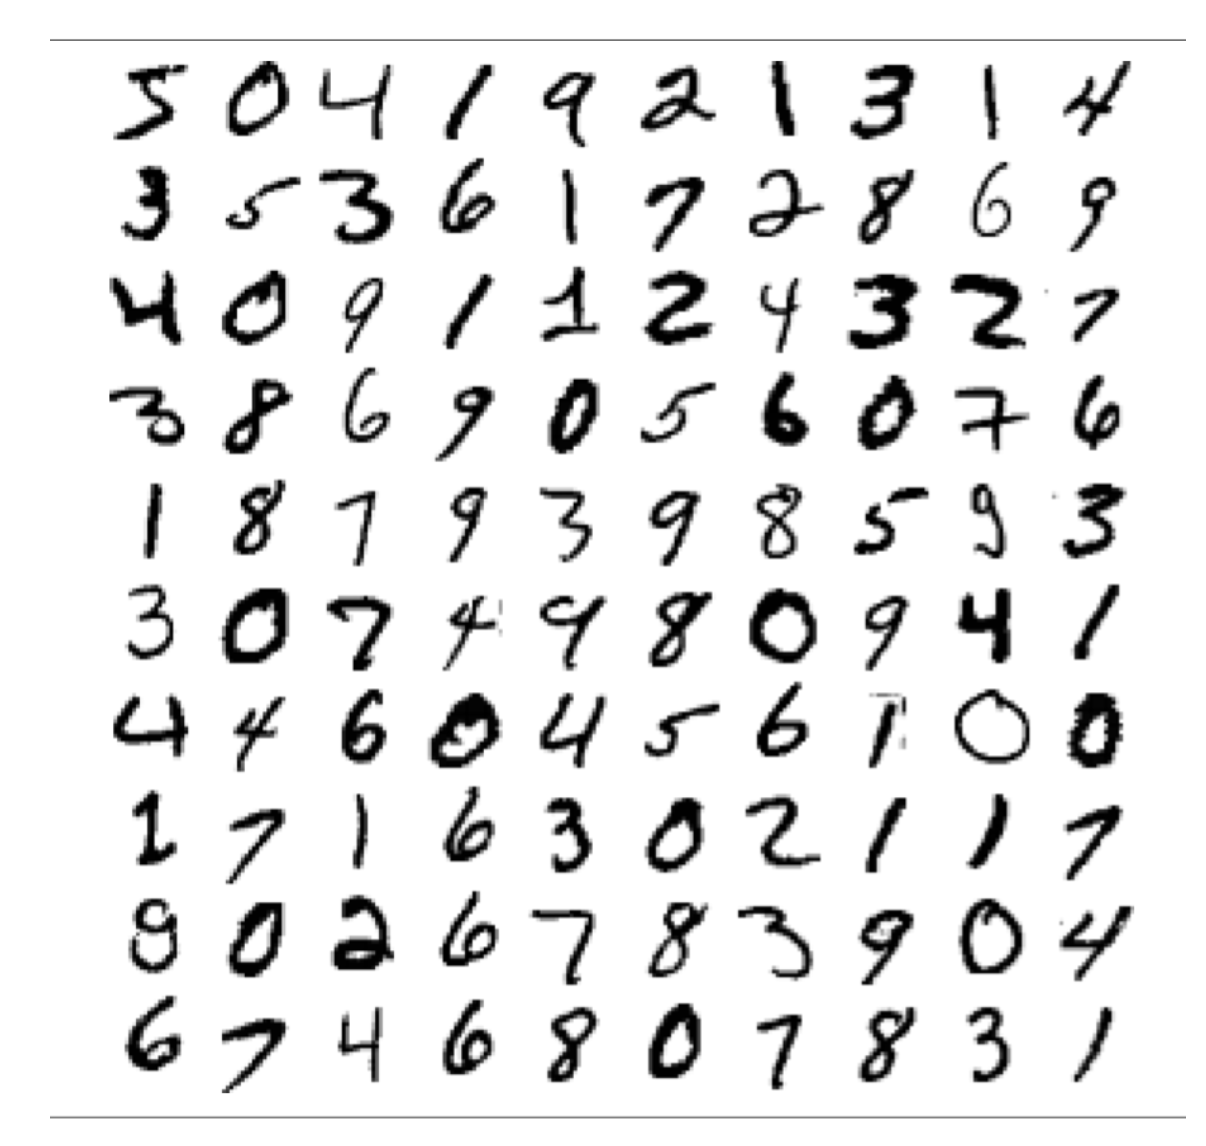 5 0 4 1 9 2 1 3 1 4
3 5 3 6 1 7 2 8 6 9
4 0 9 1 1 2 4 3 2 7
3 8 6 9 0 5 6 0 7 6
1 8 7 9 3 9 8 5 9 3
3 0 7 4 9 8 0 9 4 1
4 4 6 0 4 5 6 1 0 0
1 7 1 6 3 0 2 1 1 7
8 0 2 6 7 8 3 9 0 4
6 7 4 6 8 0 7 8 3 1